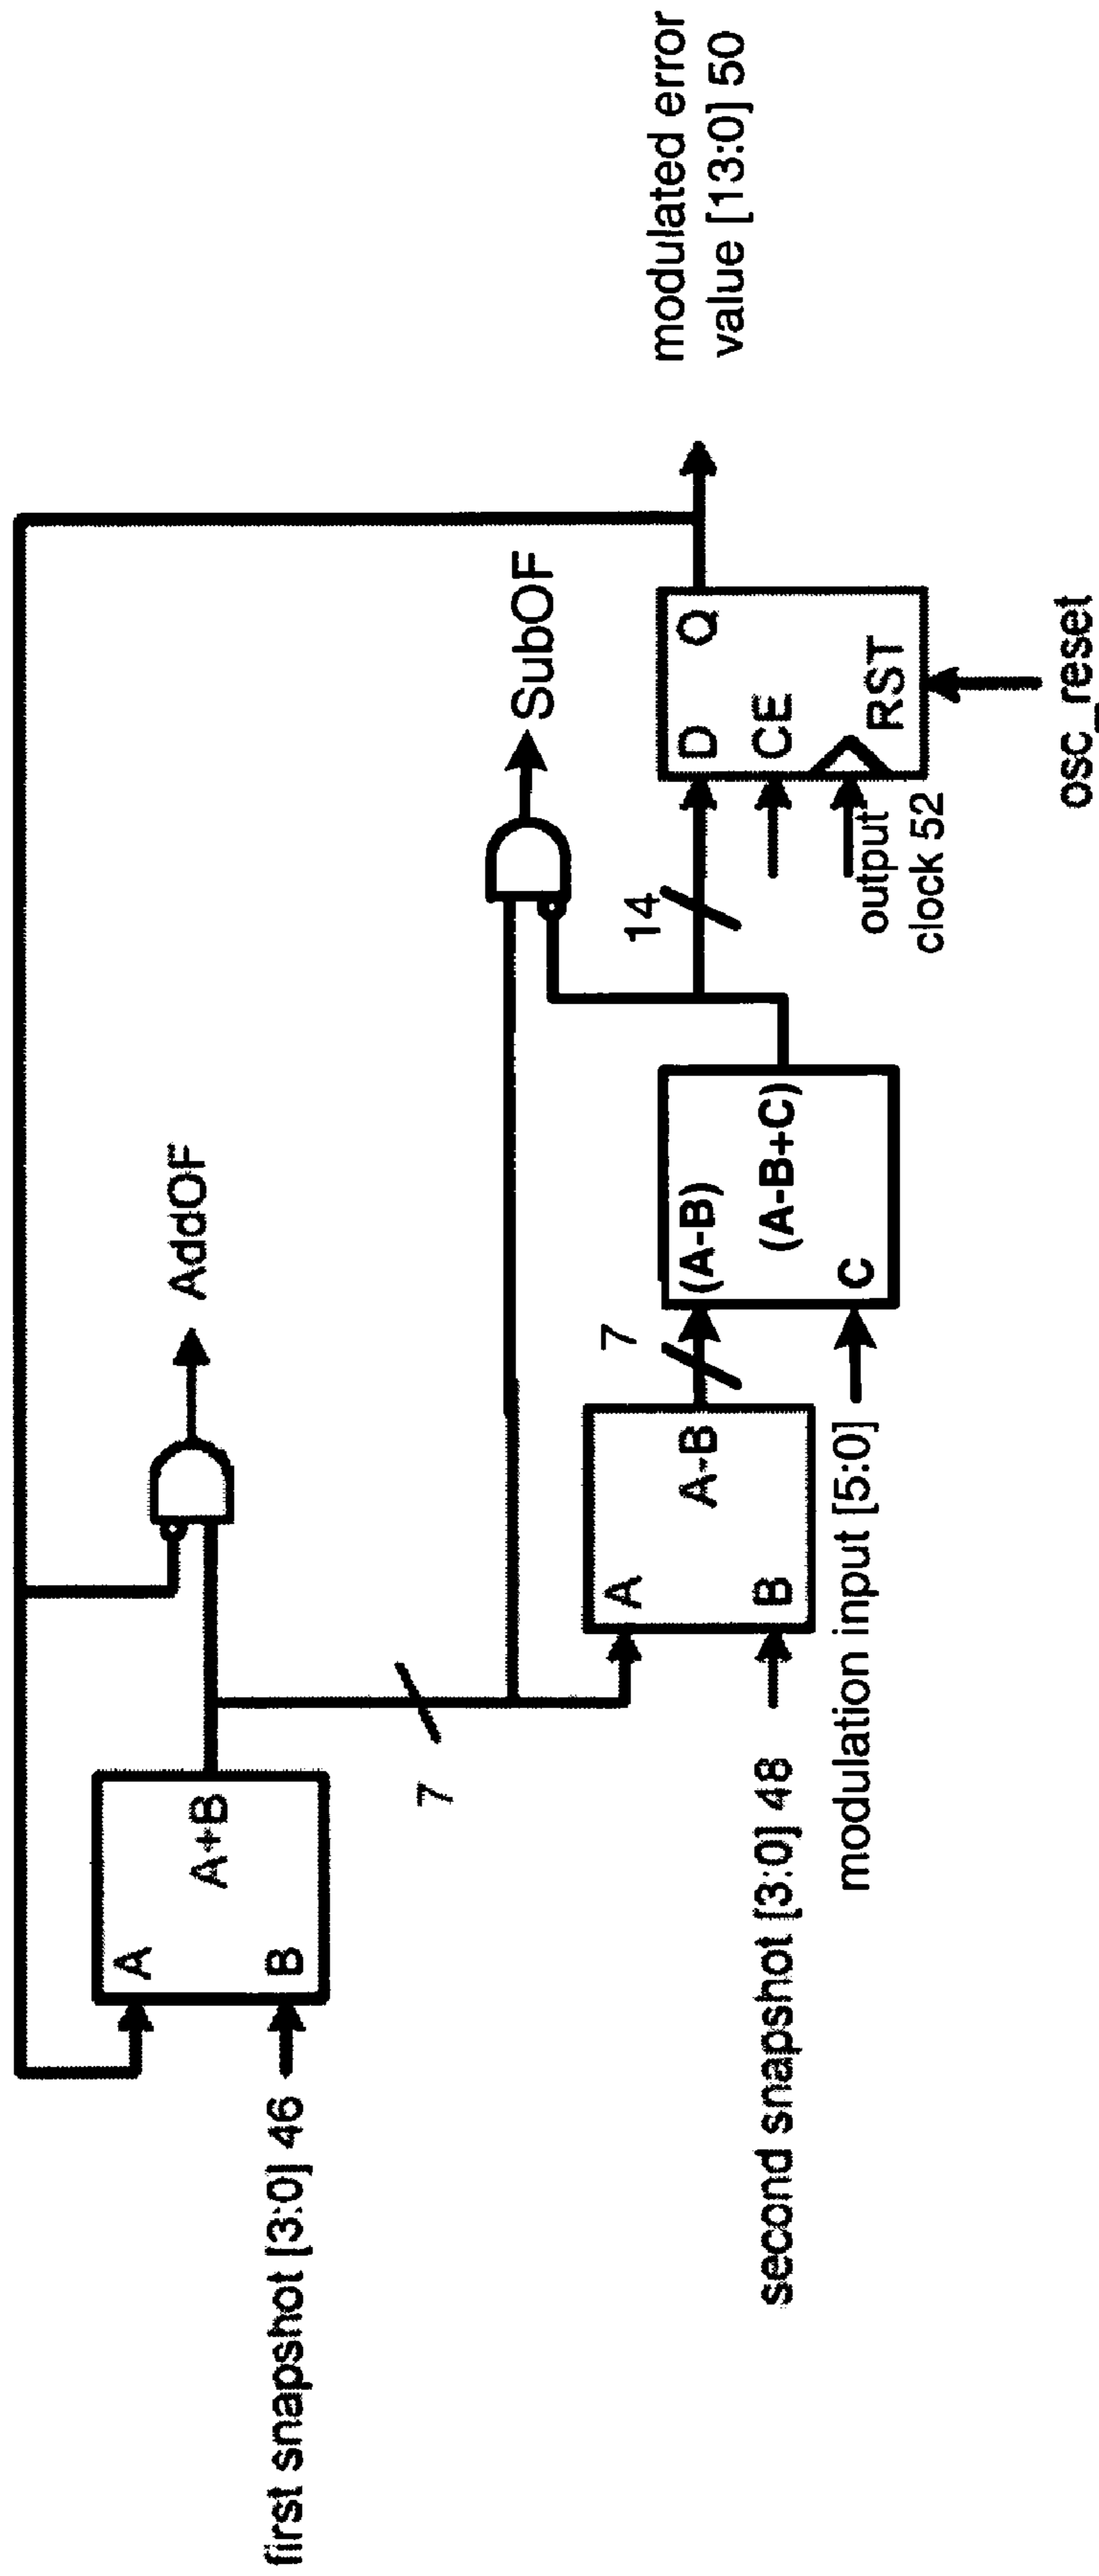 first snapshot [3:0] 46
A
B
A+B
7
AddOF
second snapshot [3:0] 48
A
B
A-B
modulation input [5:0]
7
(A-B)
(A-B+C)
C
SubOF
14
output
clock 52
D
Q
CE
RST
osc_reset
modulated error
value [13:0] 50